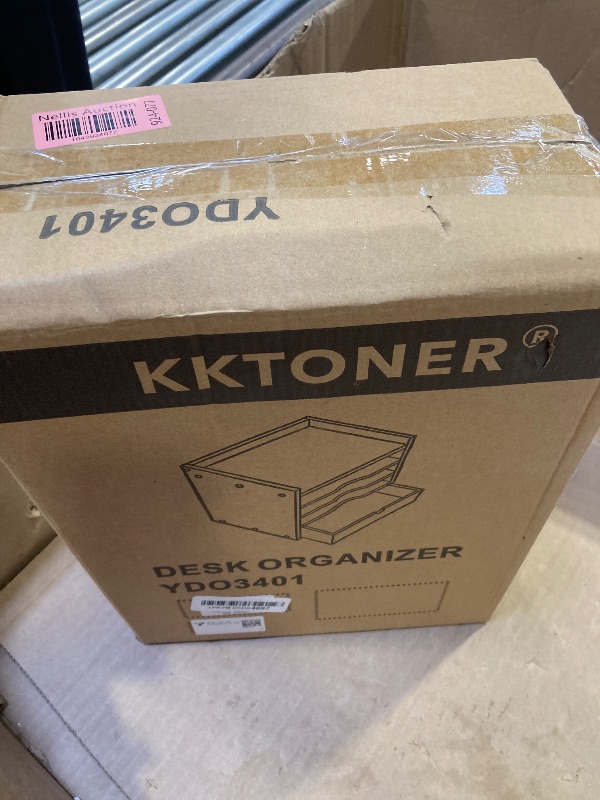 Nellis Auction
YDO3401
KKTONER®
DESK ORGANIZER
YDO3401